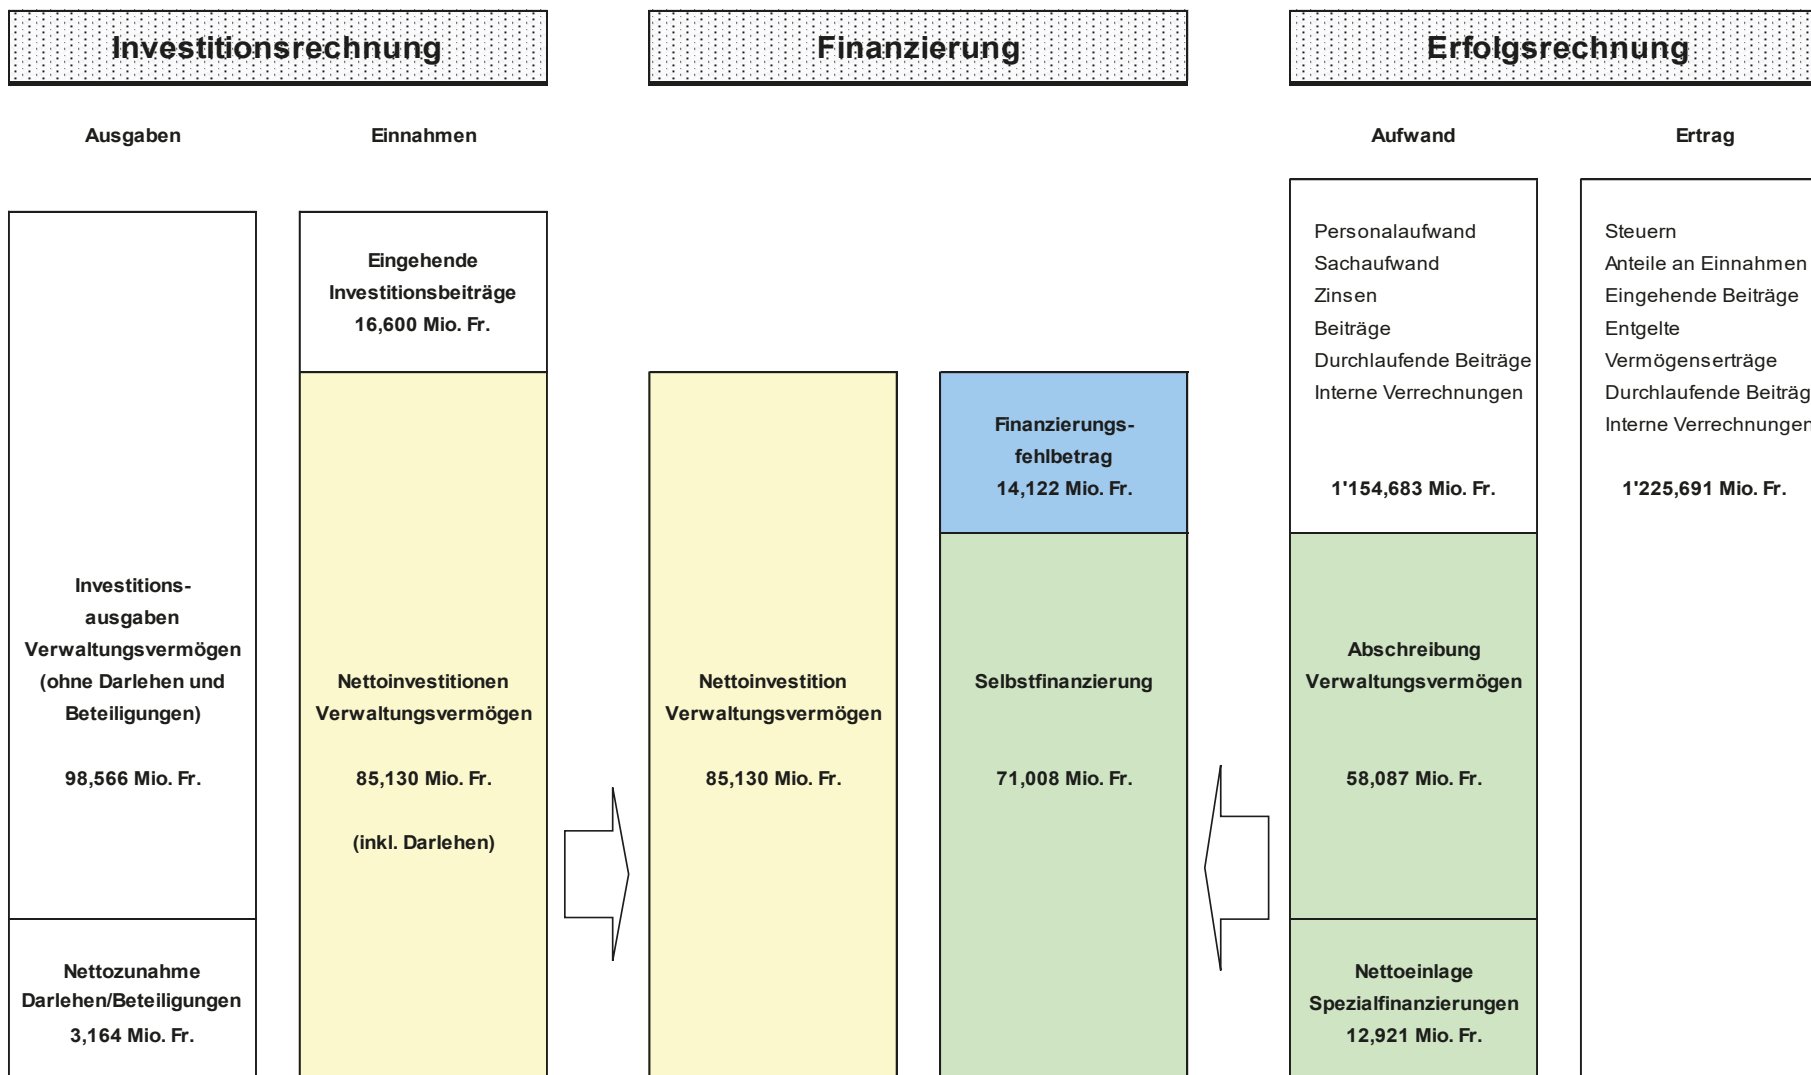 Investitionsrechnung
Ausgaben
Einnahmen
Investitions-
ausgaben
Verwaltungsvermögen
(ohne Darlehen und
Beteiligungen)
98,566 Mio. Fr.
Nettozunahme
Darlehen/Beteiligungen
3,164 Mio. Fr.
Eingehende
Investitionsbeiträge
16,600 Mio. Fr.
Nettoinvestitionen
Verwaltungsvermögen
85,130 Mio. Fr.
(inkl. Darlehen)
Finanzierung
Nettoinvestition
Verwaltungsvermögen
85,130 Mio. Fr.
Finanzierungs-
fehlbetrag
14,122 Mio. Fr.
Selbstfinanzierung
71,008 Mio. Fr.
Erfolgsrechnung
Aufwand
Ertrag
Personalaufwand
Sachaufwand
Zinsen
Beiträge
Durchlaufende Beiträge
Interne Verrechnungen
1'154,683 Mio. Fr.
Abschreibung
Verwaltungsvermögen
58,087 Mio. Fr.
Nettoeinlage
Spezialfinanzierungen
12,921 Mio. Fr.
Steuern
Anteile an Einnahmen
Eingehende Beiträge
Entgelte
Vermögenserträge
Durchlaufende Beiträg
Interne Verrechnungen
1'225,691 Mio. Fr.